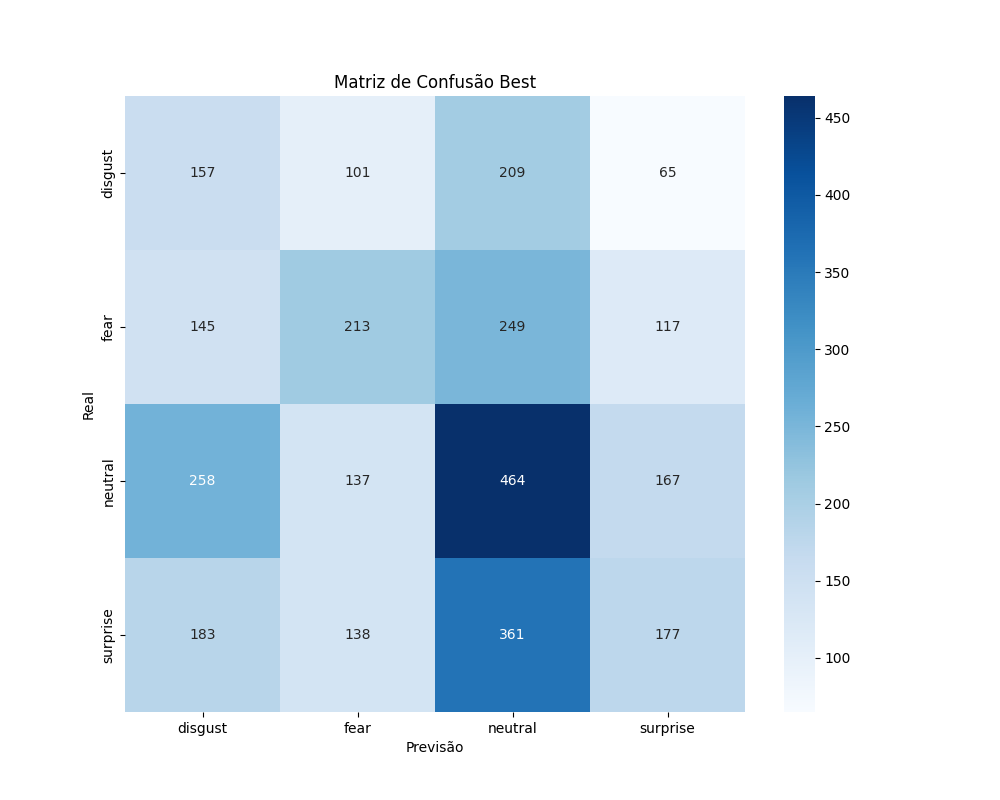 Matriz de Confusão Best
disgust 157 101 209 65
fear 145 213 249 117
neutral 258 137 464 167
surprise 183 138 361 177
disgust fear neutral surprise
Real
Previsão
450
400
350
300
250
200
150
100